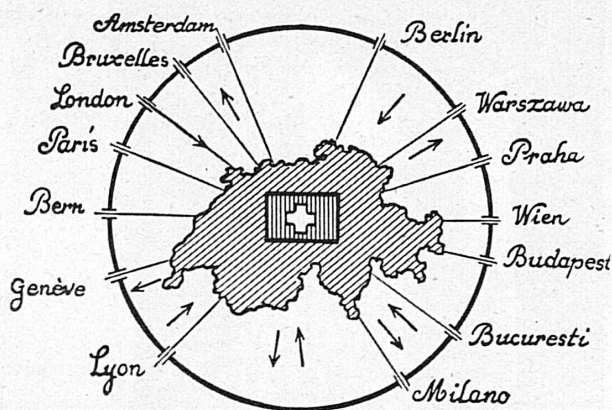 Amsterdam
Bruxelles
London
Paris
Bern
Genève
Lyon
Berlin
Warszawa
Praha
Wien
Budapest
Bucuresti
Milano